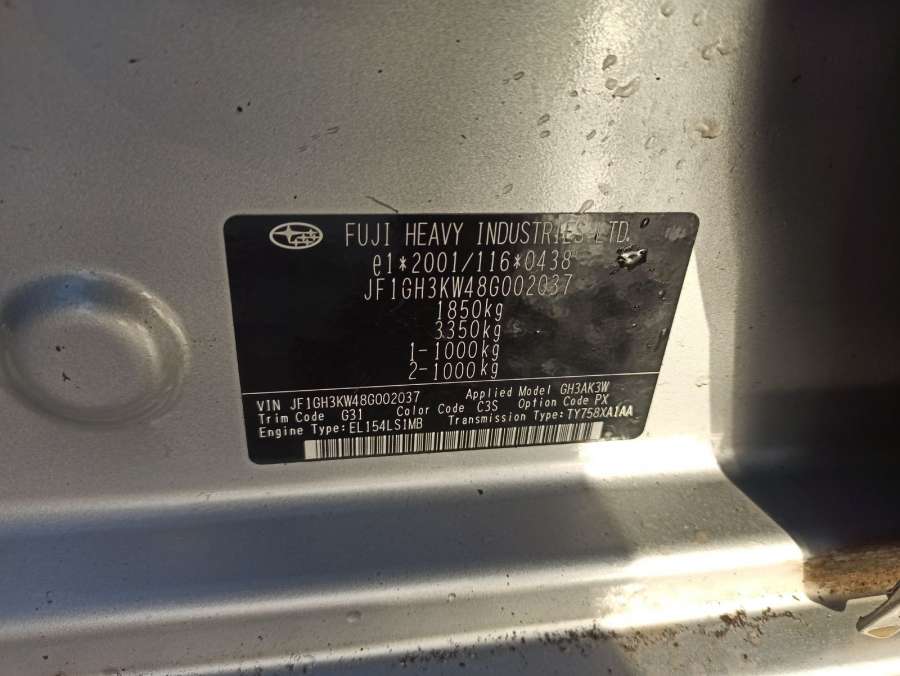 FUJI HEAVY INDUSTRIES LTD.
e1*2001/116*0438
JF1GH3KW48G002037
1850kg
3350kg
1-1000kg
2-1000kg
VIN JF1GH3KW48G002037 Applied Model GH3AK3W
Trim Code G31 Color Code C3S Option Code PX
Engine Type:EL154LS1MB Transmission Type:TY758XA1AA